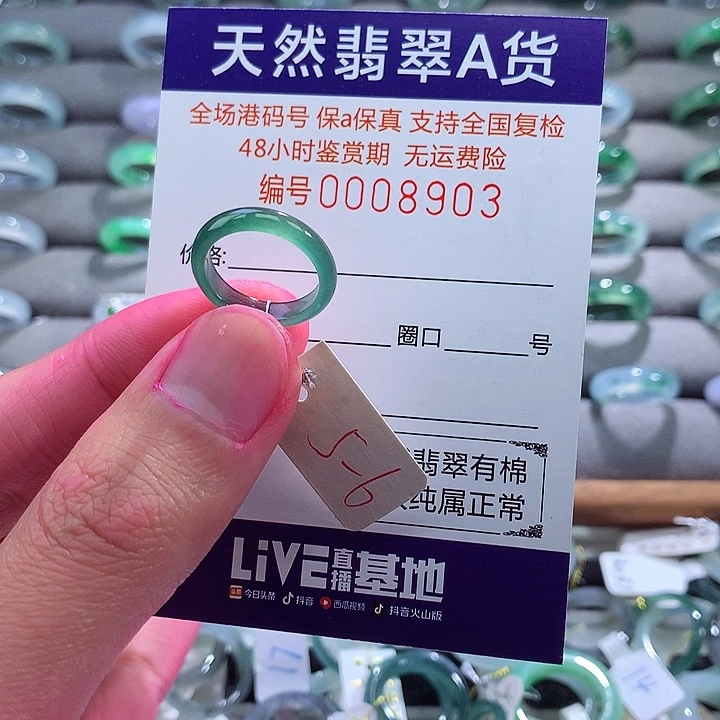 天然翡翠A货
全场港码号 保a保真 支持全国复检
48小时鉴赏期 无运费险
编号0008903
价格:
圈口 号
5-6
翡翠有棉
纯属正常
LiVE直播基地
头条 今日头条 抖音 西瓜视频 抖音火山版
17